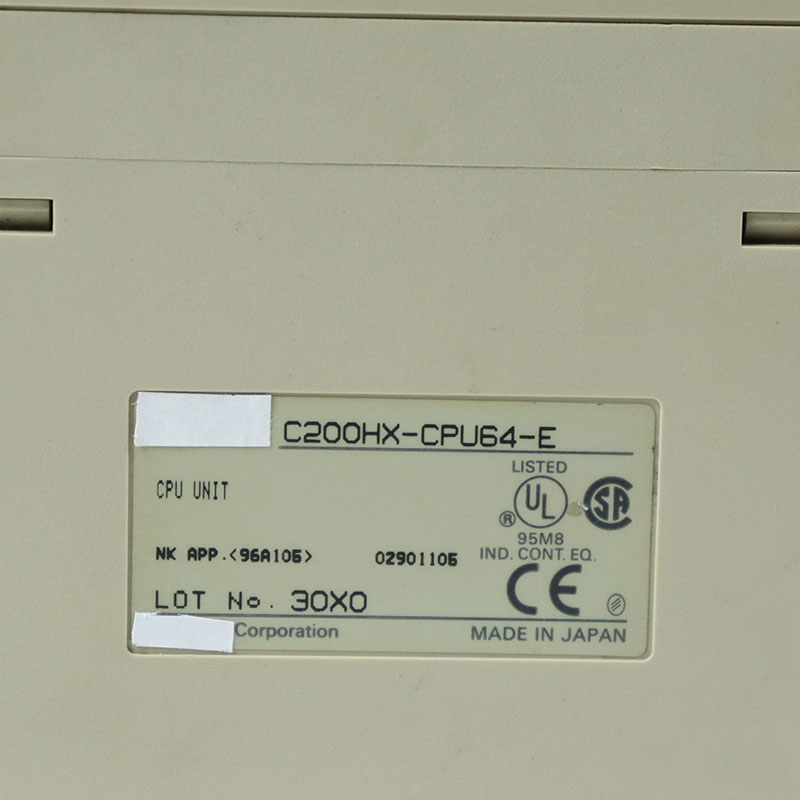 C200HX-CPU64-E
LISTED
CPU UNIT
UL
®
SA
95M8
NK APP.<96A105>
02901105
IND. CONT. EQ.
LOT No. 30X0
CE
Corporation
MADE IN JAPAN